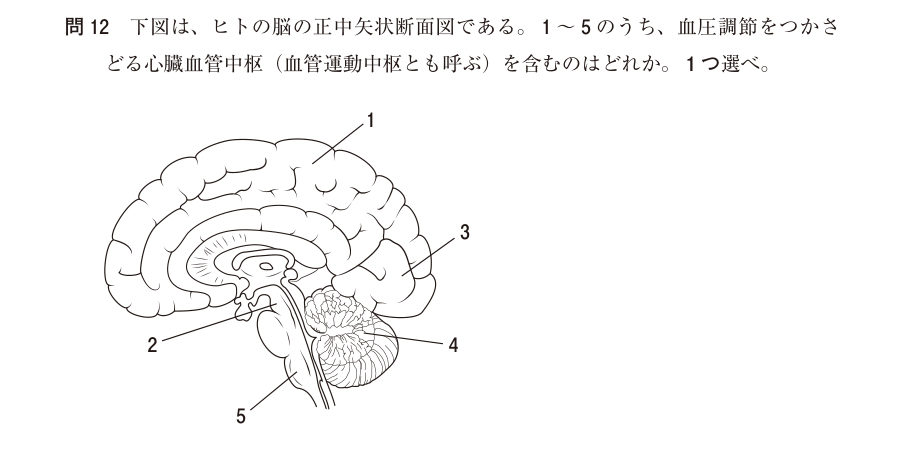 問12 下図は、ヒトの脳の正中矢状断面図である。1～5のうち、血圧調節をつかさ
どる心臓血管中枢（血管運動中枢とも呼ぶ）を含むのはどれか。1つ選べ。
1
3
2
4
5